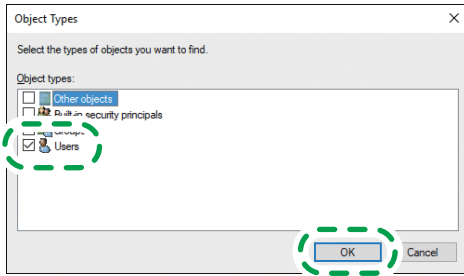 Object Types
Select the types of objects you want to find.
Object types:
Other objects
Built-in security principals
Groups
Users
OK
Cancel